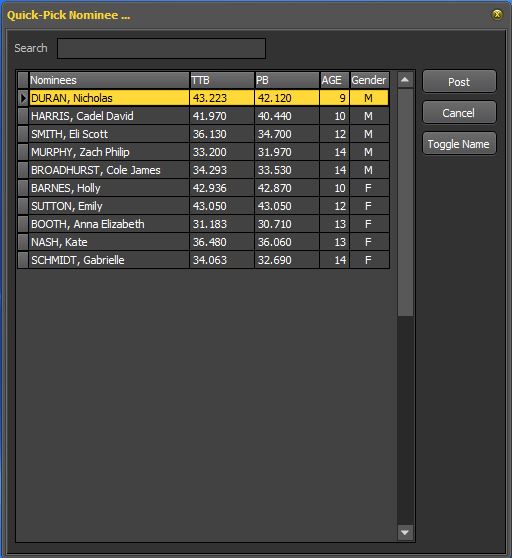 Quick-Pick Nominee ...
Search
Nominees TTB PB AGE Gender
DURAN, Nicholas 43.223 42.120 9 M
HARRIS, Cadel David 41.970 40.440 10 M
SMITH, Eli Scott 36.130 34.700 12 M
MURPHY, Zach Philip 33.200 31.970 14 M
BROADHURST, Cole James 34.293 33.530 14 M
BARNES, Holly 42.936 42.870 10 F
SUTTON, Emily 43.050 43.050 12 F
BOOTH, Anna Elizabeth 31.183 30.710 13 F
NASH, Kate 36.480 36.060 13 F
SCHMIDT, Gabrielle 34.063 32.690 14 F
Post
Cancel
Toggle Name